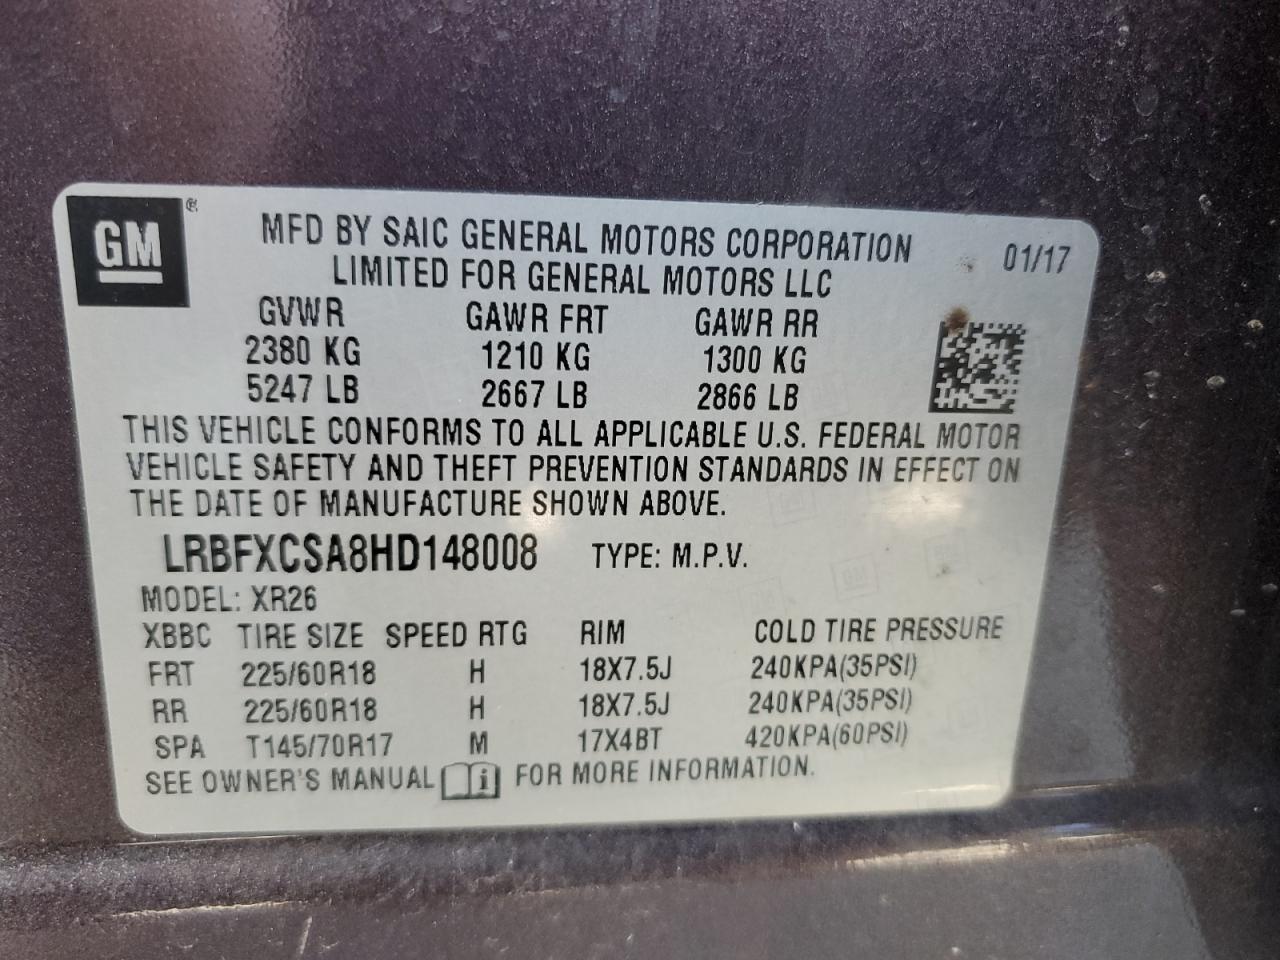 GM
MFD BY SAIC GENERAL MOTORS CORPORATION 01/17
LIMITED FOR GENERAL MOTORS LLC
GVWR GAWR FRT GAWR RR
2380 KG 1210 KG 1300 KG
5247 LB 2667 LB 2866 LB
THIS VEHICLE CONFORMS TO ALL APPLICABLE U.S. FEDERAL MOTOR
VEHICLE SAFETY AND THEFT PREVENTION STANDARDS IN EFFECT ON
THE DATE OF MANUFACTURE SHOWN ABOVE.
LRBFXCSA8HD148008 TYPE: M.P.V.
MODEL: XR26
XBBC TIRE SIZE SPEED RTG RIM COLD TIRE PRESSURE
FRT 225/60R18 H 18X7.5J 240KPA(35PSI)
RR 225/60R18 H 18X7.5J 240KPA(35PSI)
SPA T145/70R17 M 17X4BT 420KPA(60PSI)
SEE OWNER'S MANUAL i FOR MORE INFORMATION.